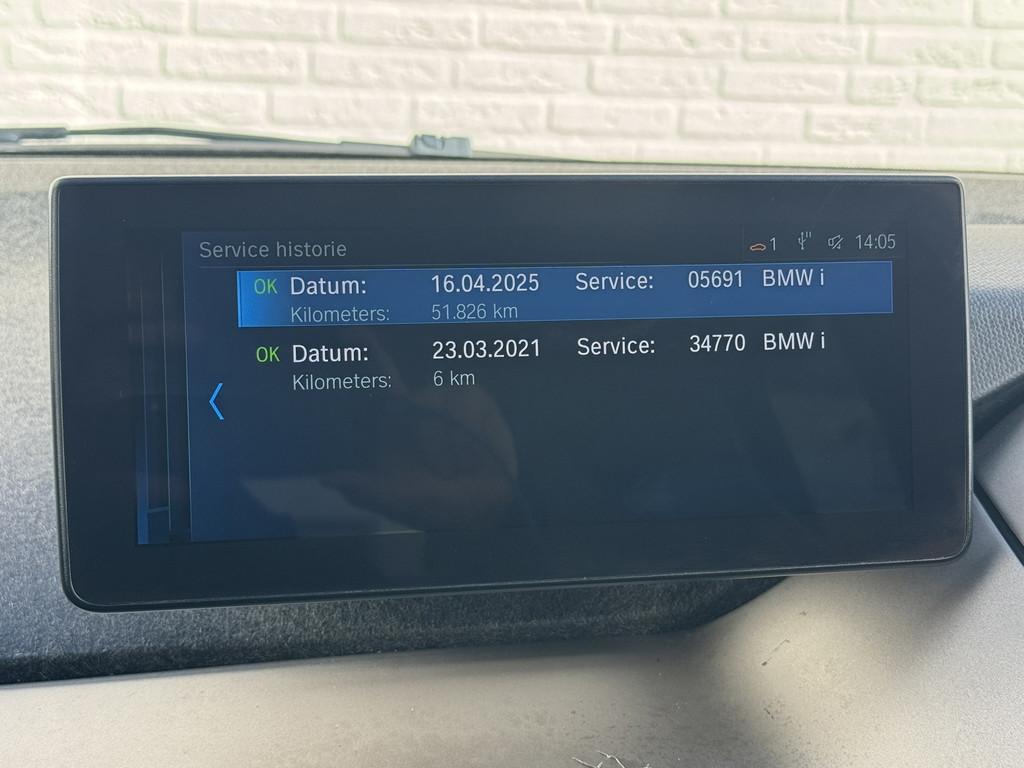 Service historie 1 14:05
OK Datum: 16.04.2025 Service: 05691 BMW i
Kilometers: 51.826 km
OK Datum: 23.03.2021 Service: 34770 BMW i
Kilometers: 6 km